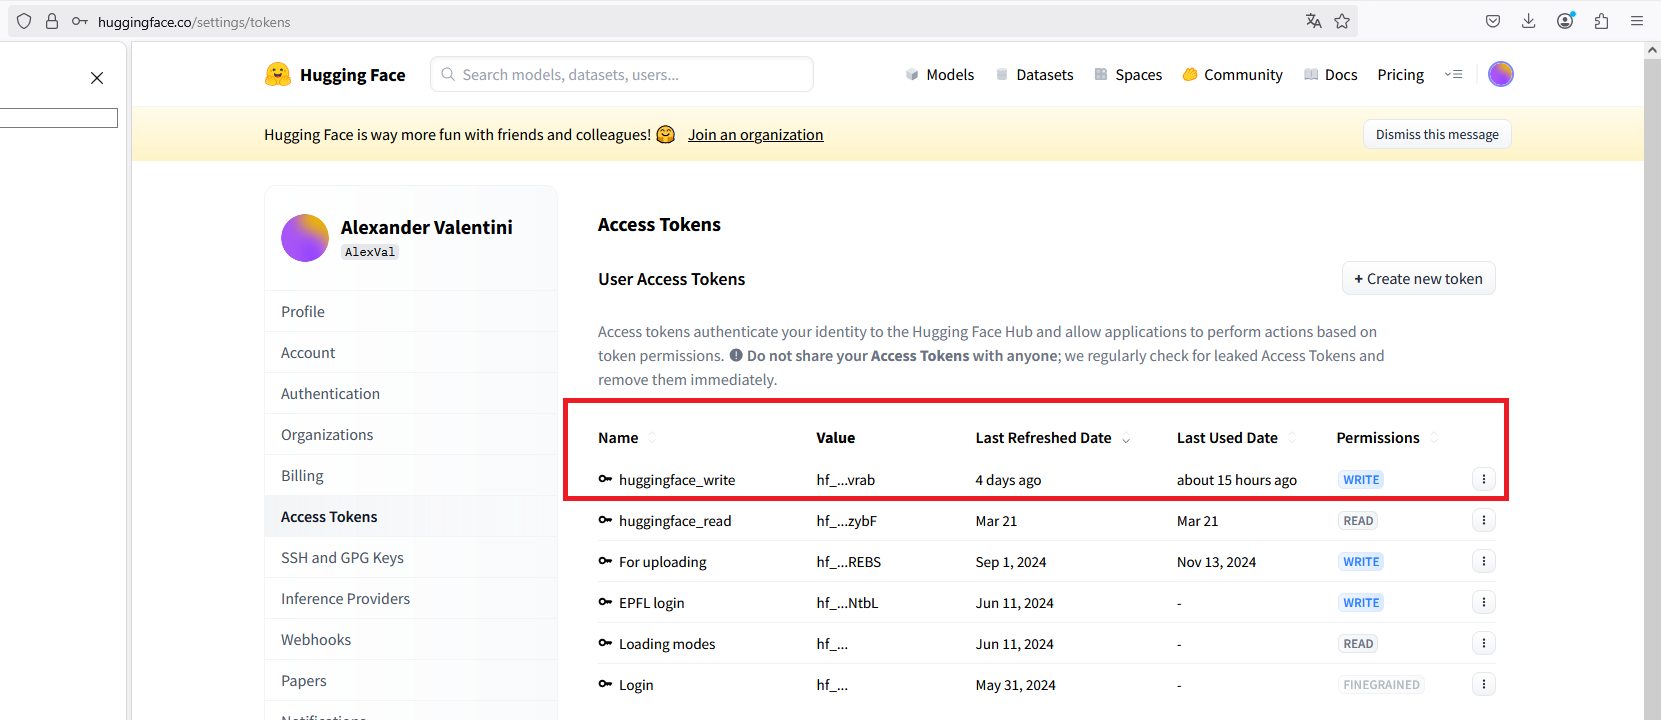 huggingface.co/settings/tokens
Hugging Face
Search models, datasets, users...
Models Datasets Spaces Community Docs Pricing
Hugging Face is way more fun with friends and colleagues! 🤗 Join an organization
Dismiss this message
Alexander Valentini
AlexVal
Profile
Account
Authentication
Organizations
Billing
Access Tokens
SSH and GPG Keys
Inference Providers
Webhooks
Papers
Notifications
Access Tokens
User Access Tokens
+ Create new token
Access tokens authenticate your identity to the Hugging Face Hub and allow applications to perform actions based on
token permissions. Do not share your Access Tokens with anyone; we regularly check for leaked Access Tokens and
remove them immediately.
Name Value Last Refreshed Date Last Used Date Permissions
huggingface_write hf_...vrab 4 days ago about 15 hours ago WRITE
huggingface_read hf_...zybF Mar 21 Mar 21 READ
For uploading hf_...REBS Sep 1, 2024 Nov 13, 2024 WRITE
EPFL login hf_...NtbL Jun 11, 2024 - WRITE
Loading modes hf_... Jun 11, 2024 - READ
Login hf_... May 31, 2024 - FINEGRAINED